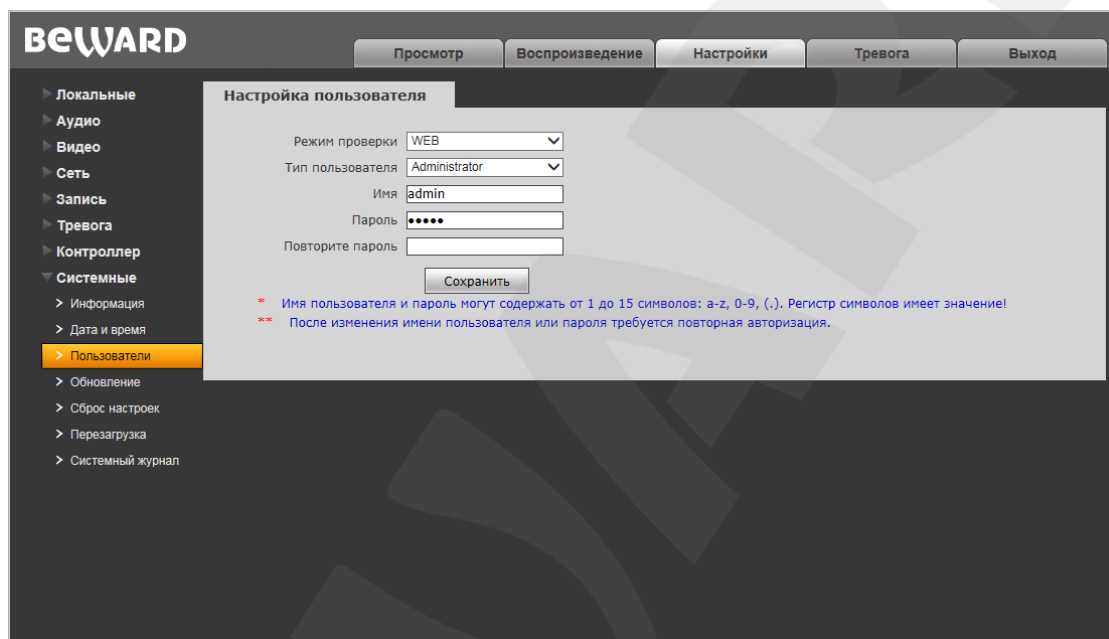 BEWARD
Просмотр
Воспроизведение
Настройки
Тревога
Выход
Локальные
Аудио
Видео
Сеть
Запись
Тревога
Контроллер
Системные
Информация
Дата и время
Пользователи
Обновление
Сброс настроек
Перезагрузка
Системный журнал
Настройка пользователя
Режим проверки WEB
Тип пользователя Administrator
Имя admin
Пароль •••••
Повторите пароль
Сохранить
* Имя пользователя и пароль могут содержать от 1 до 15 символов: a-z, 0-9, (.). Регистр символов имеет значение!
** После изменения имени пользователя или пароля требуется повторная авторизация.